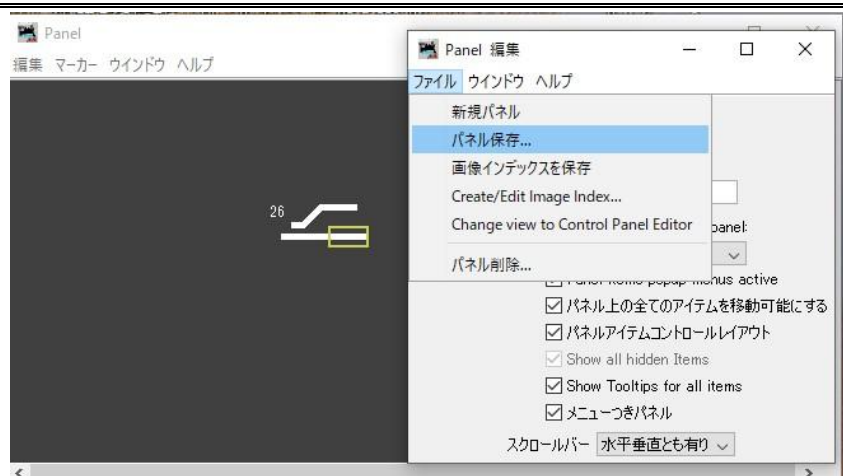 Panel
編集 マーカー ウインドウ ヘルプ
26
Panel 編集
ファイル ウインドウ ヘルプ
新規パネル
パネル保存...
画像インデックスを保存
Create/Edit Image Index...
Change view to Control Panel Editor
パネル削除...
panel:
active
パネル上の全てのアイテムを移動可能にする
パネルアイテムコントロールレイアウト
Show all hidden Items
Show Tooltips for all items
メニューつきパネル
スクロールバー 水平垂直とも有り